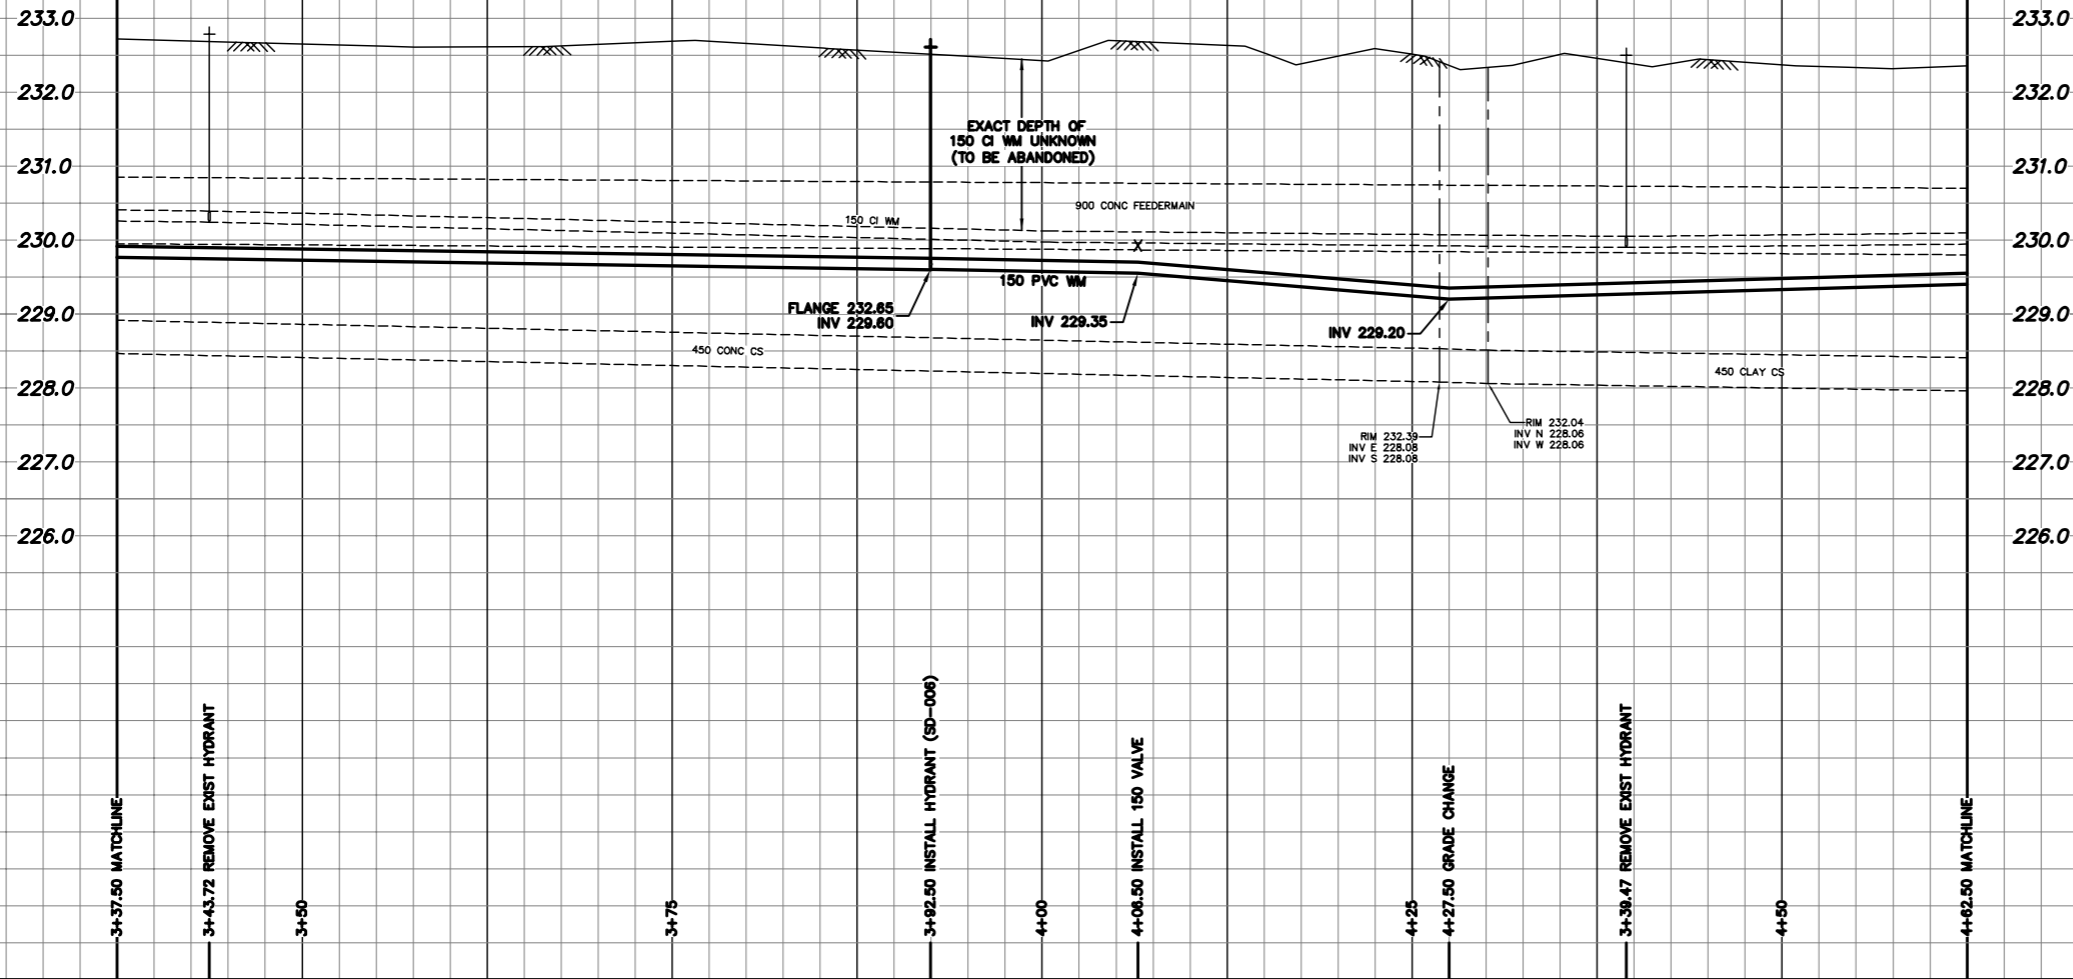 233.0
233.0
232.0
232.0
EXACT DEPTH OF
150 CI WM UNKNOWN
(TO BE ABANDONED)
231.0
231.0
900 CONC FEEDERMAIN
150 CI WM
230.0
230.0
X
150 PVC WM
FLANGE 232.65
INV 229.60
INV 229.35
INV 229.20
229.0
229.0
450 CONC CS
450 CLAY CS
228.0
228.0
RIM 232.39
INV E 228.08
INV S 228.08
RIM 232.04
INV N 228.06
INV W 228.06
227.0
227.0
226.0
226.0
3+37.50 MATCHLINE
3+43.72 REMOVE EXIST HYDRANT
3+50
3+75
3+92.50 INSTALL HYDRANT (SD-006)
4+00
4+06.50 INSTALL 150 VALVE
4+25
4+27.50 GRADE CHANGE
3+39.47 REMOVE EXIST HYDRANT
4+50
4+62.50 MATCHLINE